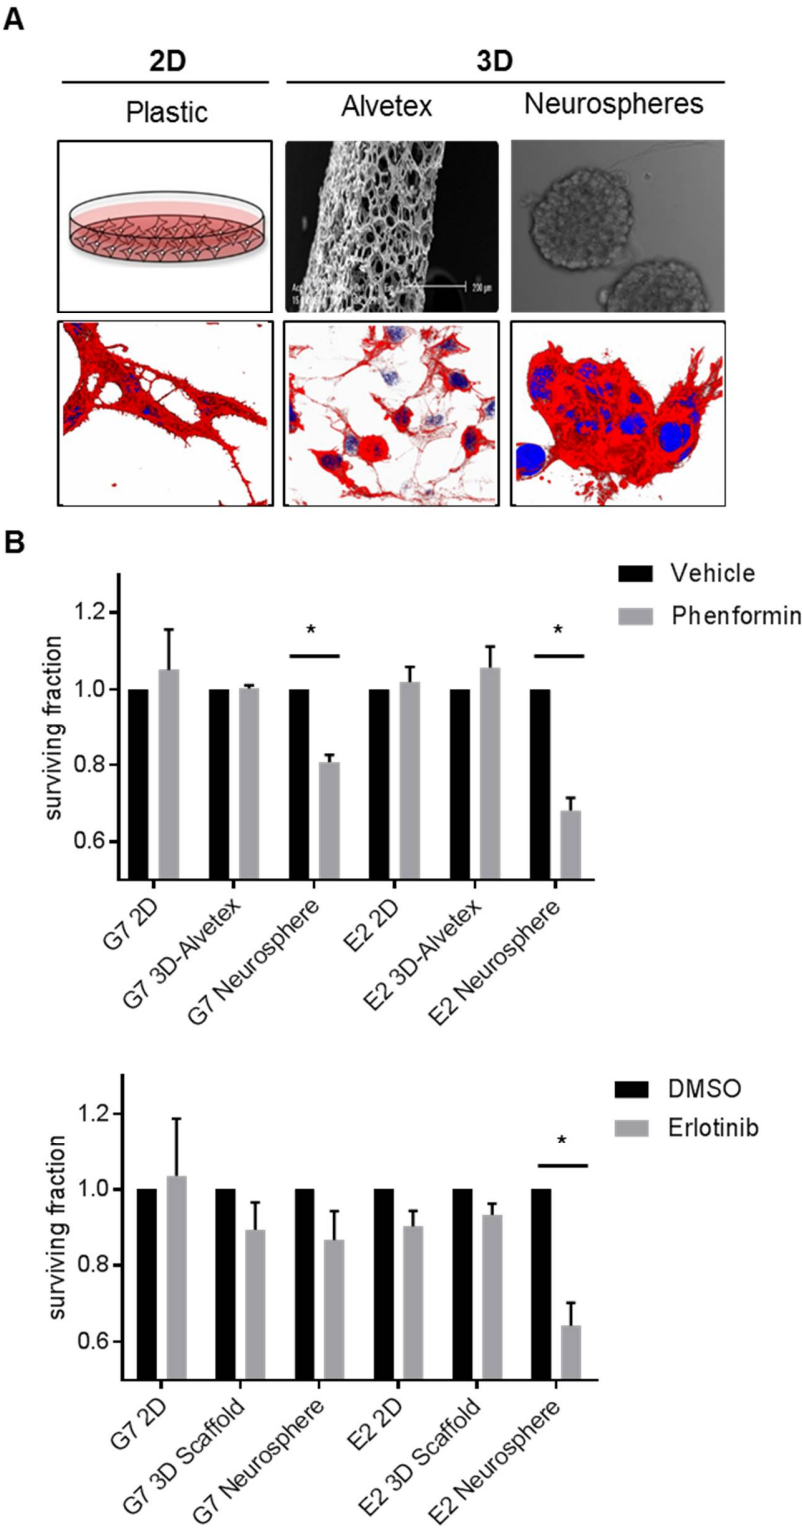 A
2D
3D
Plastic
Alvetex
Neurospheres
200 µm
B
Vehicle
Phenformin
surviving fraction
1.2
1.0
0.8
0.6
*
*
G7 2D
G7 3D-Alvetex
G7 Neurosphere
E2 2D
E2 3D-Alvetex
E2 Neurosphere
DMSO
Erlotinib
surviving fraction
1.2
1.0
0.8
0.6
*
G7 2D
G7 3D Scaffold
G7 Neurosphere
E2 2D
E2 3D Scaffold
E2 Neurosphere